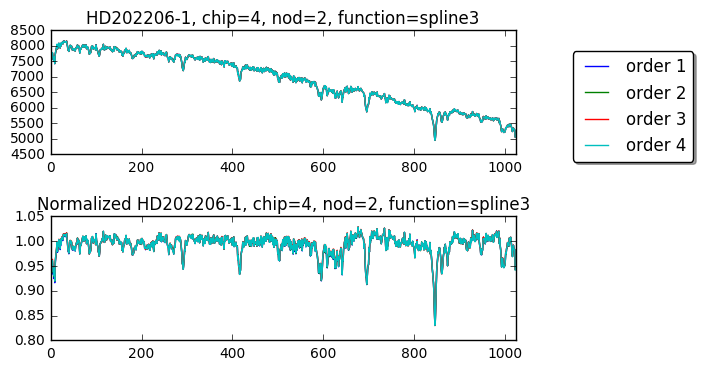 HD202206-1, chip=4, nod=2, function=spline3
8500
8000
7500
7000
6500
6000
5500
5000
4500
0 200 400 600 800 1000
order 1
order 2
order 3
order 4
Normalized HD202206-1, chip=4, nod=2, function=spline3
1.05
1.00
0.95
0.90
0.85
0.80
0 200 400 600 800 1000